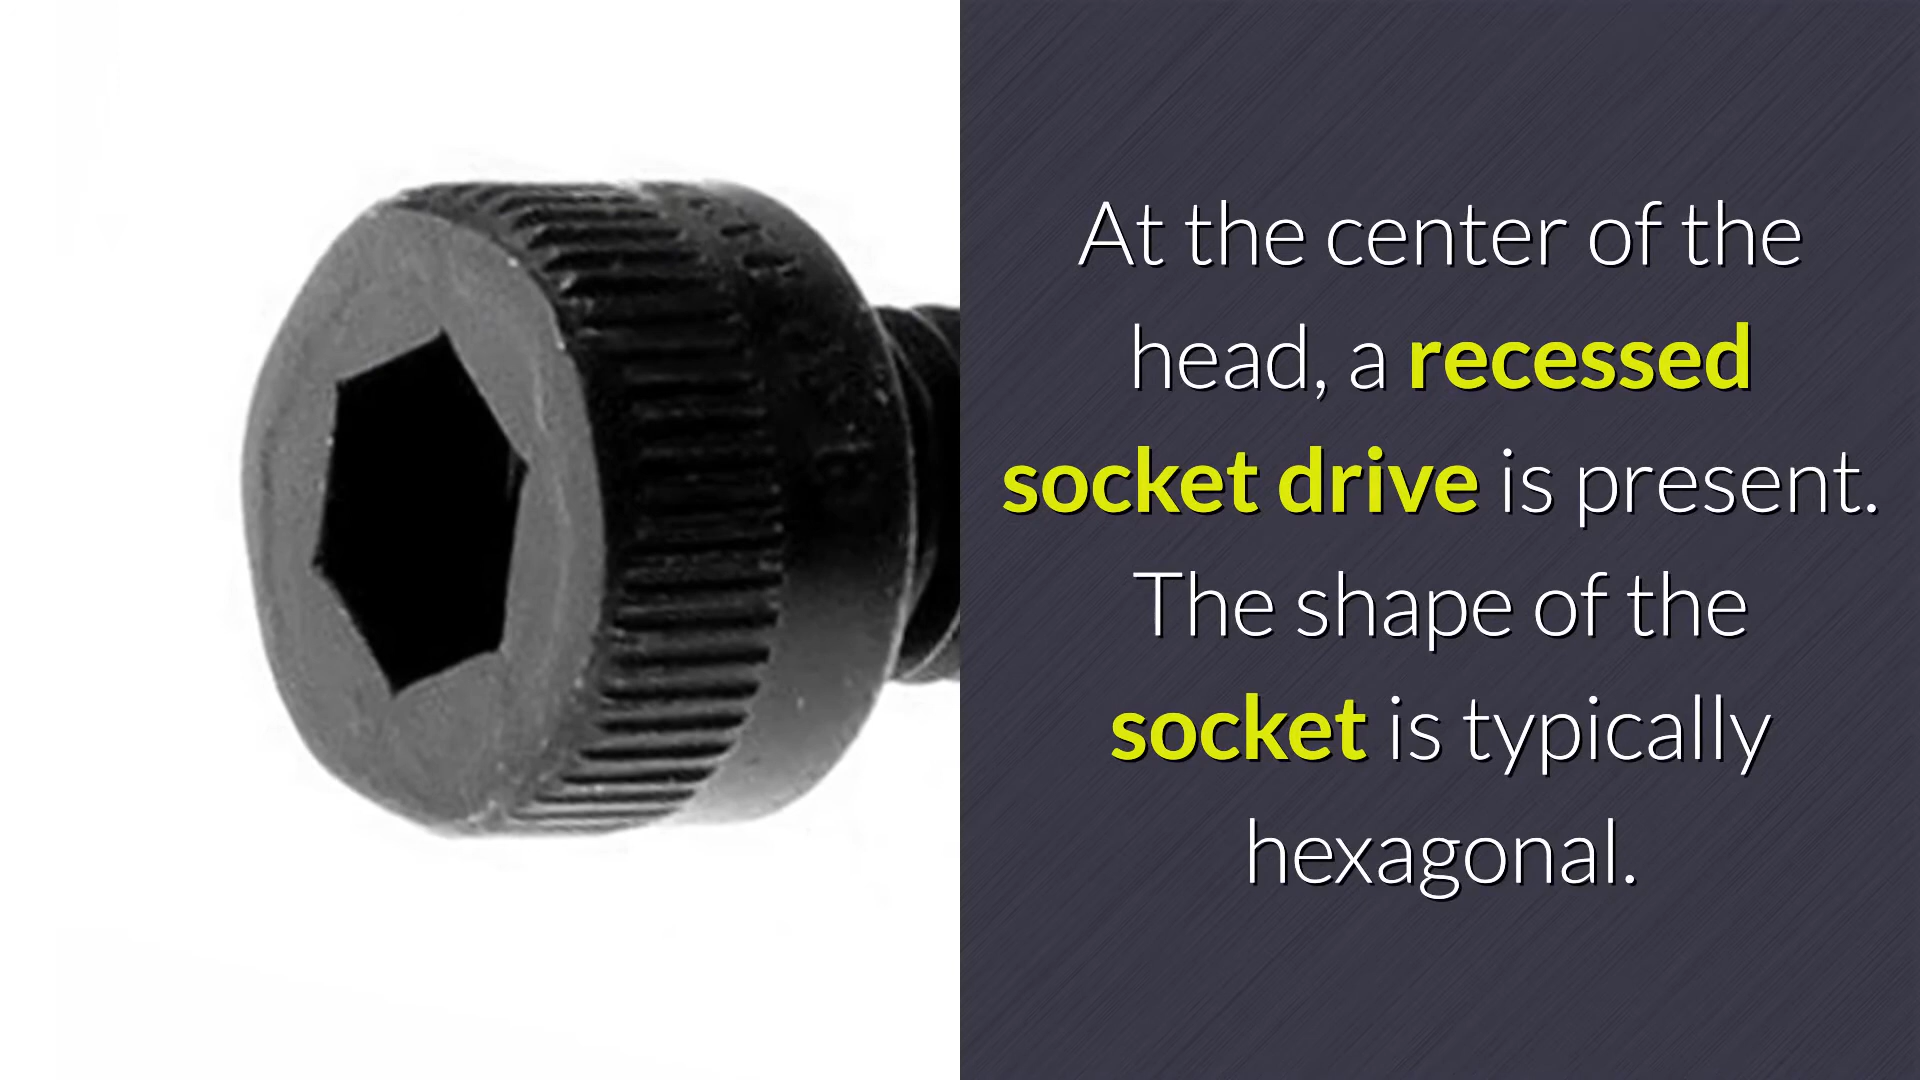 At the center of the
head, a recessed
socket drive is present.
The shape of the
socket is typically
hexagonal.